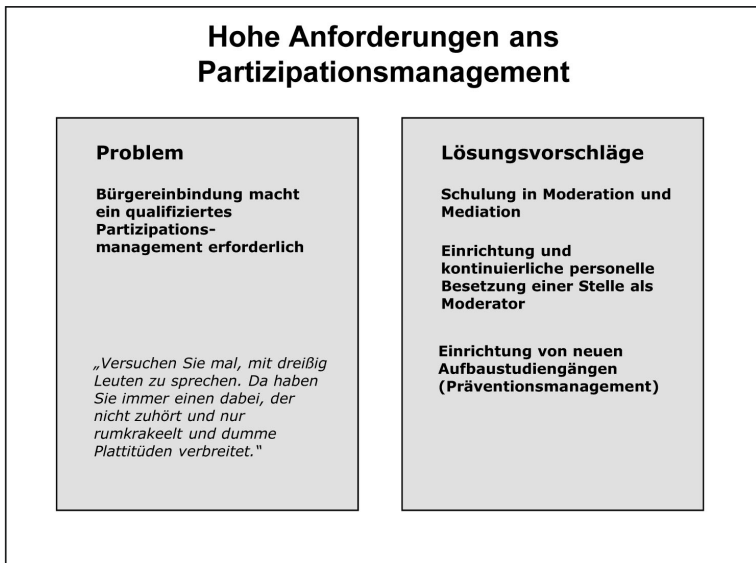 Hohe Anforderungen ans
Partizipationsmanagement
Problem
Bürgereinbindung macht
ein qualifiziertes
Partizipations-
management erforderlich
„Versuchen Sie mal, mit dreißig
Leuten zu sprechen. Da haben
Sie immer einen dabei, der
nicht zuhört und nur
rumkrakeelt und dumme
Plattitüden verbreitet.“
Lösungsvorschläge
Schulung in Moderation und
Mediation
Einrichtung und
kontinuierliche personelle
Besetzung einer Stelle als
Moderator
Einrichtung von neuen
Aufbaustudiengängen
(Präventionsmanagement)